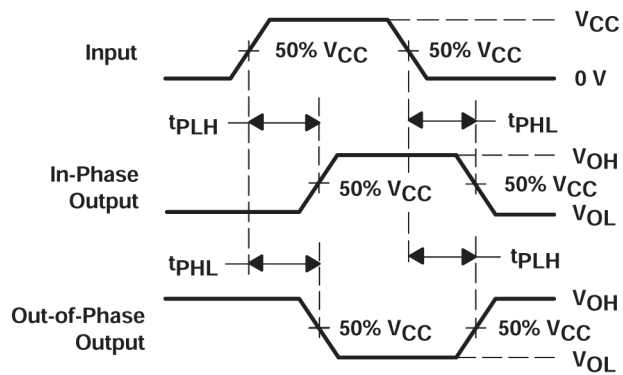 VCC
Input
50% VCC
50% VCC
0 V
tPLH
tPHL
In-Phase
Output
VOH
50% VCC
50% VCC
VOL
tPHL
tPLH
Out-of-Phase
Output
VOH
50% VCC
50% VCC
VOL